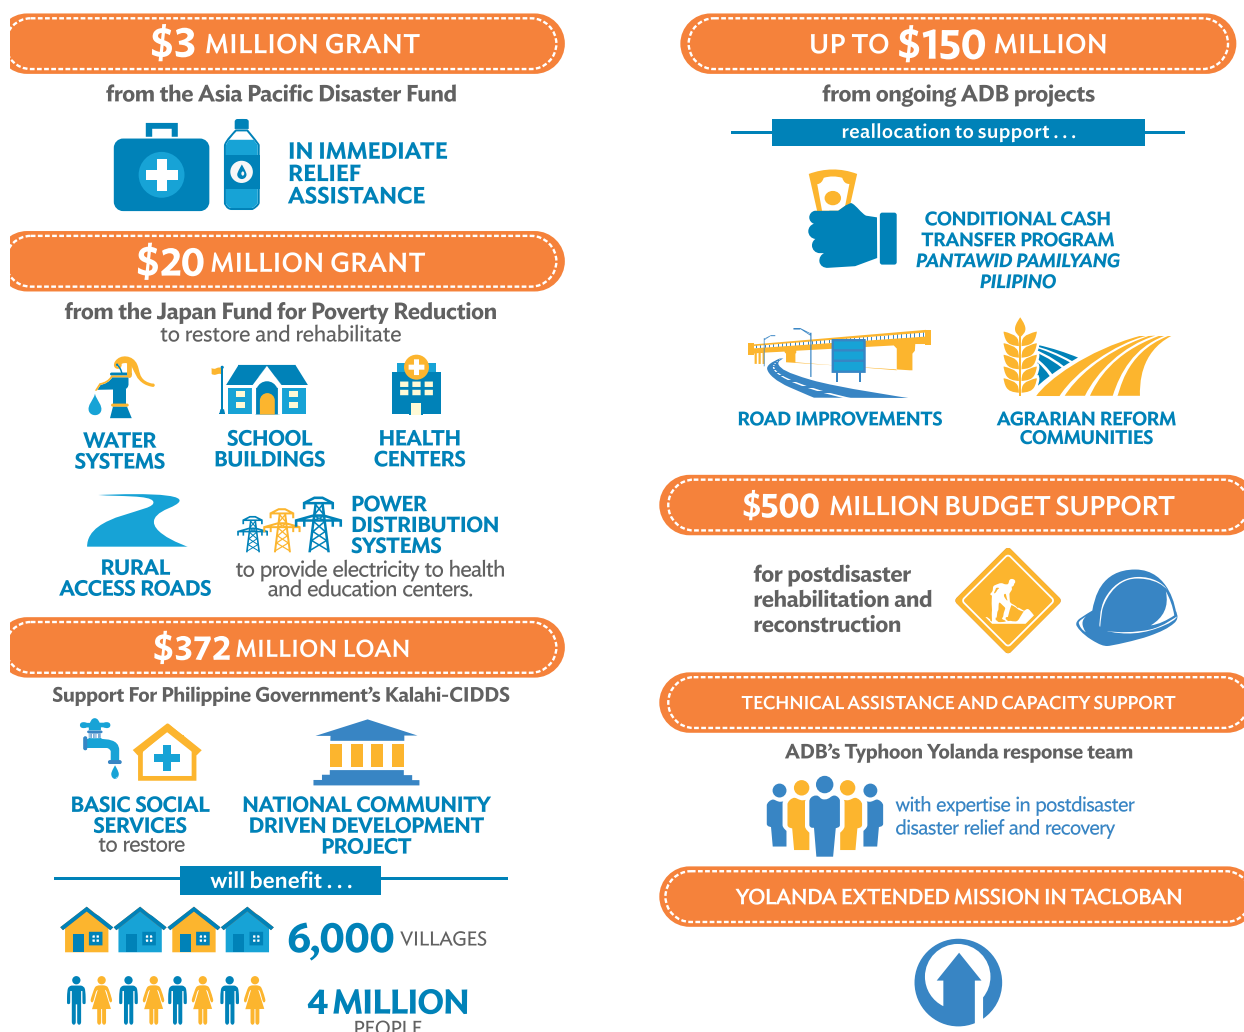 $3 MILLION GRANT
from the Asia Pacific Disaster Fund
IN IMMEDIATE
RELIEF
ASSISTANCE
$20 MILLION GRANT
from the Japan Fund for Poverty Reduction
to restore and rehabilitate
WATER
SYSTEMS
SCHOOL
BUILDINGS
HEALTH
CENTERS
RURAL
ACCESS ROADS
POWER
DISTRIBUTION
SYSTEMS
to provide electricity to health
and education centers.
$372 MILLION LOAN
Support For Philippine Government's Kalahi-CIDDS
BASIC SOCIAL
SERVICES
to restore
NATIONAL COMMUNITY
DRIVEN DEVELOPMENT
PROJECT
will benefit . . .
6,000 VILLAGES
4 MILLION
PEOPLE
UP TO $150 MILLION
from ongoing ADB projects
reallocation to support . . .
CONDITIONAL CASH
TRANSFER PROGRAM
PANTAWID PAMILYANG
PILIPINO
ROAD IMPROVEMENTS
AGRARIAN REFORM
COMMUNITIES
$500 MILLION BUDGET SUPPORT
for postdisaster
rehabilitation and
reconstruction
TECHNICAL ASSISTANCE AND CAPACITY SUPPORT
ADB's Typhoon Yolanda response team
with expertise in postdisaster
disaster relief and recovery
YOLANDA EXTENDED MISSION IN TACLOBAN